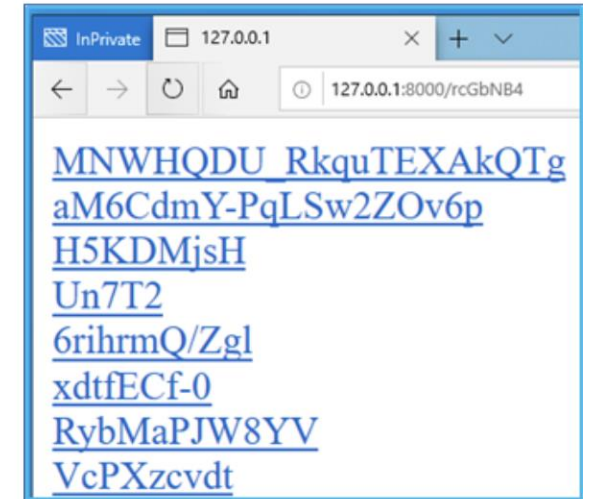 InPrivate 127.0.0.1
127.0.0.1:8000/rcGbNB4
MNWHQDU_RkquTEXAkQTg
aM6CdmY-PqLSw2ZOv6p
H5KDMjsH
Un7T2
6rihrmQ/Zgl
xdtfECf-0
RybMaPJW8YV
VcPXzcvdt